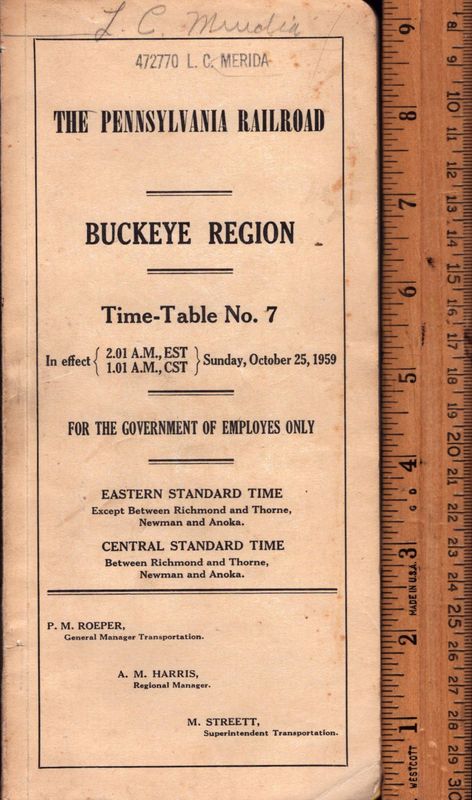 L. C. Merida
472770 L. C. MERIDA
THE PENNSYLVANIA RAILROAD
BUCKEYE REGION
Time-Table No. 7
In effect { 2.01 A.M., EST
1.01 A.M., CST } Sunday, October 25, 1959
FOR THE GOVERNMENT OF EMPLOYES ONLY
EASTERN STANDARD TIME
Except Between Richmond and Thorne,
Newman and Anoka.
CENTRAL STANDARD TIME
Between Richmond and Thorne,
Newman and Anoka.
P. M. ROEPER,
General Manager Transportation.
A. M. HARRIS,
Regional Manager.
M. STREETT,
Superintendent Transportation.
9
8
7
6
5
4
3
2
1
MADE IN U.S.A.
WESTCOTT
8
9
10
11
12
13
14
15
16
17
18
19
20
21
22
23
24
25
26
27
28
29